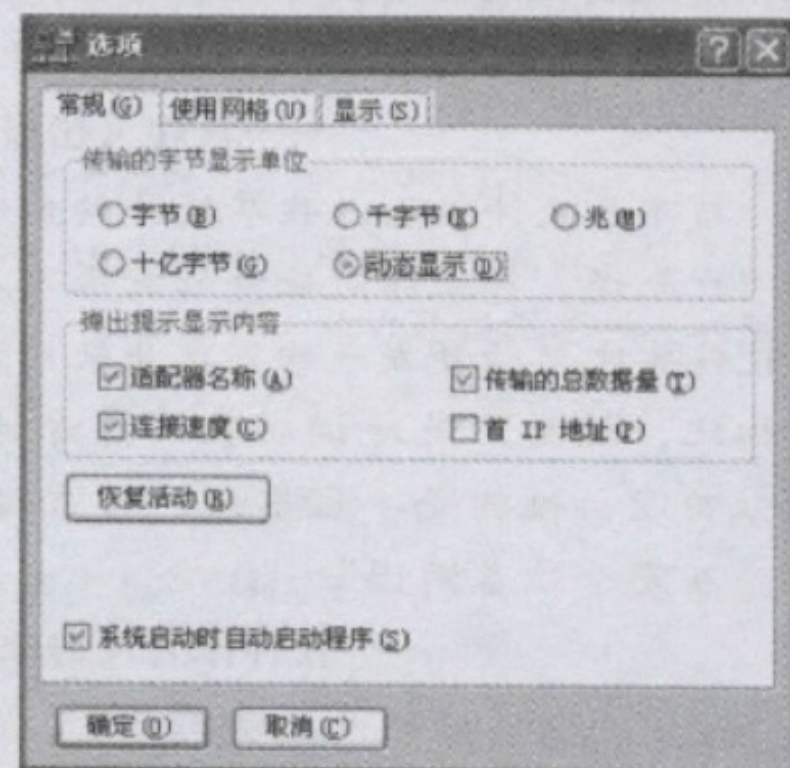 选项
常规(G) 使用网格(U) 显示(S)
传输的字节显示单位
字节(B) 千字节(K) 兆(M)
十亿字节(G) 动态显示(D)
弹出提示显示内容
适配器名称(A) 传输的总数据量(T)
连接速度(C) 首 IP 地址(P)
恢复活动(R)
系统启动时自动启动程序(S)
确定(O) 取消(C)